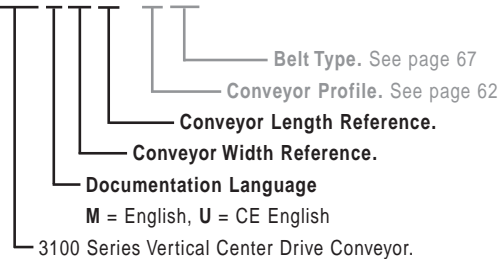 Belt Type. See page 67
Conveyor Profile. See page 62
Conveyor Length Reference.
Conveyor Width Reference.
Documentation Language
M = English, U = CE English
3100 Series Vertical Center Drive Conveyor.